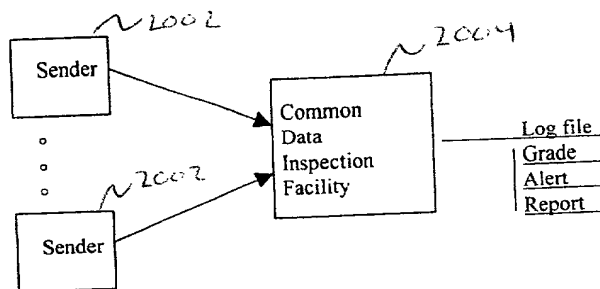 2002
2004
Sender
Common
Data
Inspection
Facility
Log file
Grade
Alert
Report
2002
Sender